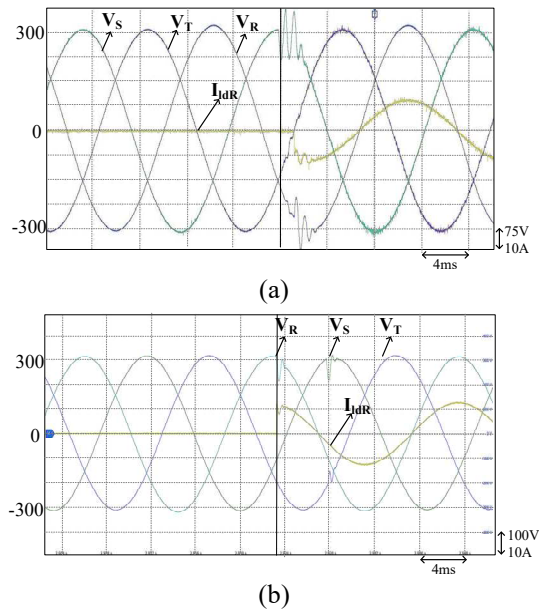 300
V_S
V_T
V_R
I_ldR
0
-300
75V
10A
4ms
(a)
V_R
V_S
V_T
300
I_ldR
0
-300
100V
10A
4ms
(b)